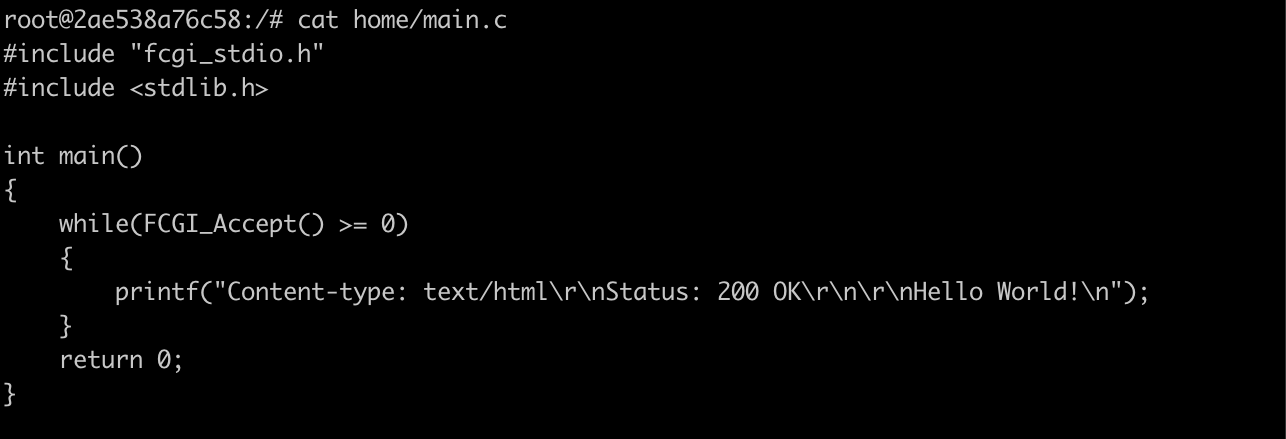 root@2ae538a76c58:/# cat home/main.c
#include "fcgi_stdio.h"
#include <stdlib.h>

int main()
{
    while(FCGI_Accept() >= 0)
    {
        printf("Content-type: text/html\r\nStatus: 200 OK\r\n\r\nHello World!\n");
    }
    return 0;
}